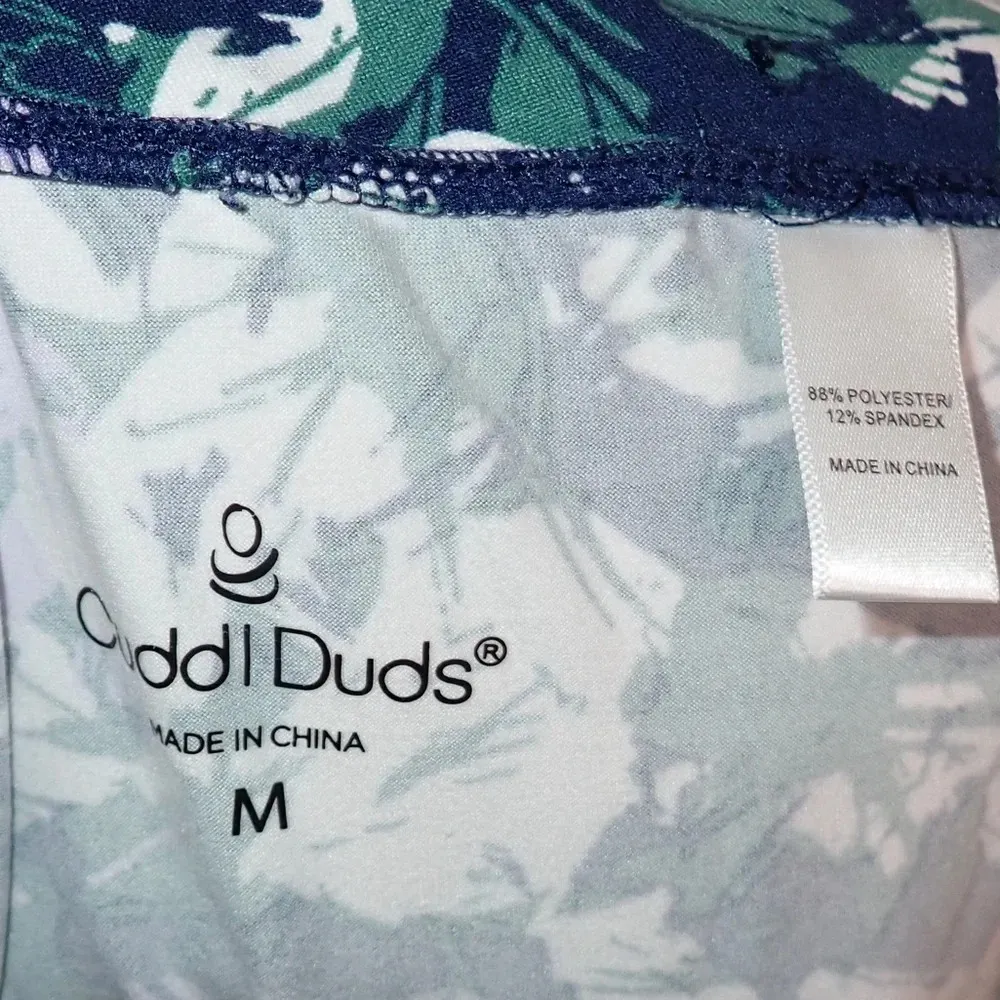 Cuddl Duds®
MADE IN CHINA
M
88% POLYESTER/
12% SPANDEX
MADE IN CHINA